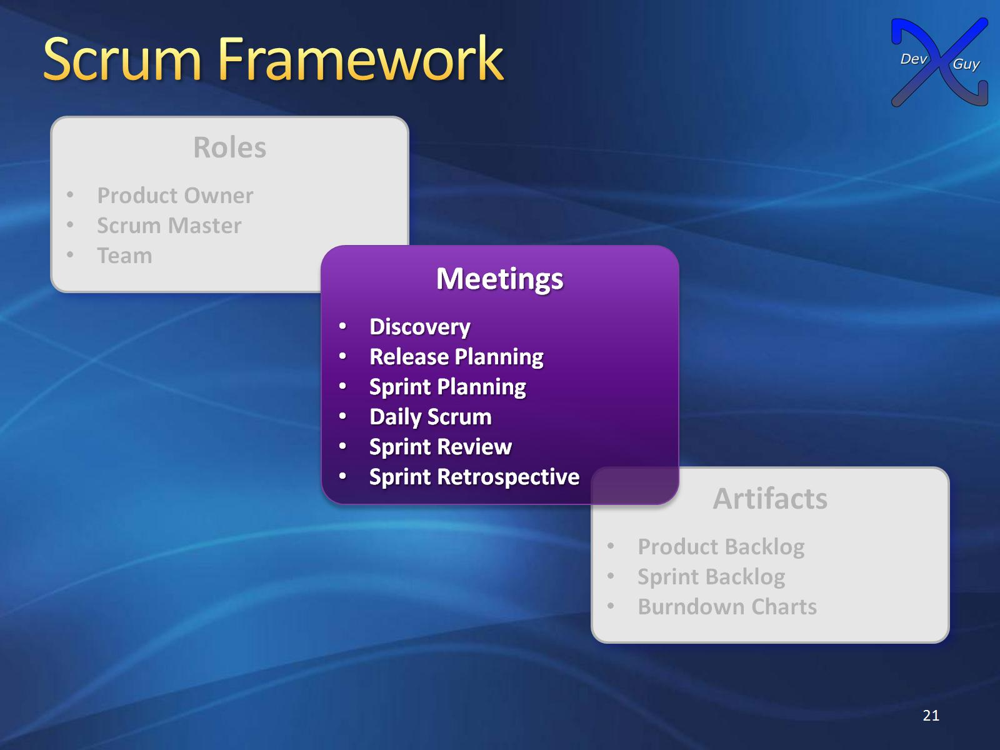 Scrum Framework
Dev Guy
Roles
• Product Owner
• Scrum Master
• Team
Meetings
• Discovery
• Release Planning
• Sprint Planning
• Daily Scrum
• Sprint Review
• Sprint Retrospective
Artifacts
• Product Backlog
• Sprint Backlog
• Burndown Charts
21